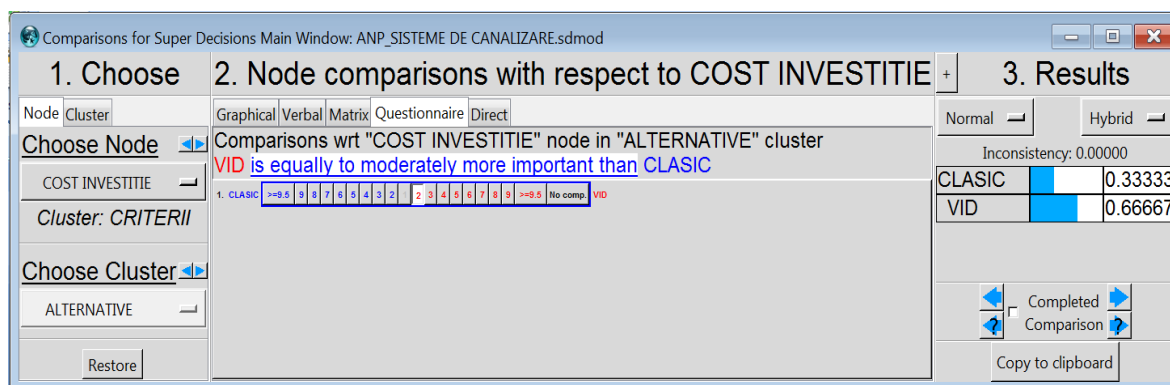 Comparisons for Super Decisions Main Window: ANP_SISTEME DE CANALIZARE.sdmod
1. Choose
2. Node comparisons with respect to COST INVESTITIE
+
3. Results
Node Cluster
Graphical Verbal Matrix Questionnaire Direct
Normal Hybrid
Choose Node
Comparisons wrt "COST INVESTITIE" node in "ALTERNATIVE" cluster
VID is equally to moderately more important than CLASIC
Inconsistency: 0.00000
COST INVESTITIE
1. CLASIC >=9.5 9 8 7 6 5 4 3 2 1 2 3 4 5 6 7 8 9 >=9.5 No comp. VID
CLASIC 0.33333
VID 0.66667
Cluster: CRITERII
Choose Cluster
ALTERNATIVE
Completed
Comparison
? ?
Restore
Copy to clipboard